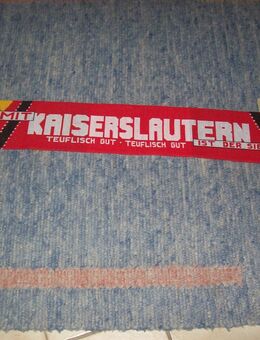 MIT KAISERSLAUTERN
TEUFLISCH GUT · TEUFLISCH GUT IST DER SIE